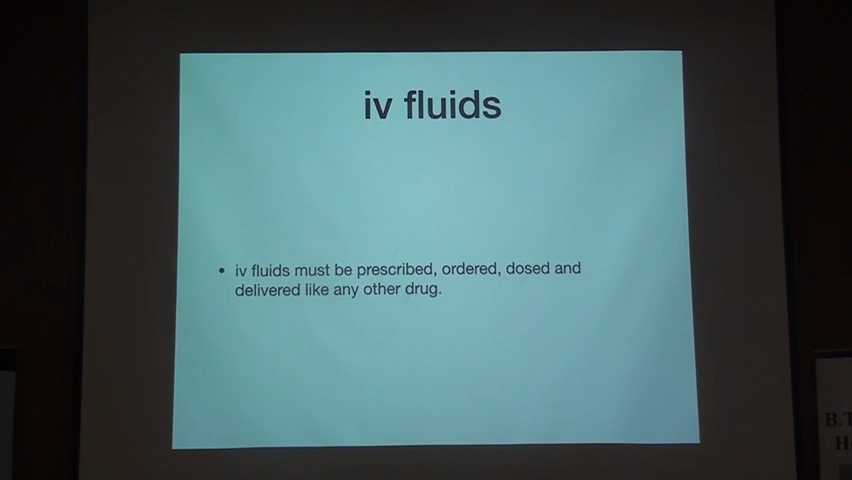 iv fluids
• iv fluids must be prescribed, ordered, dosed and
delivered like any other drug.